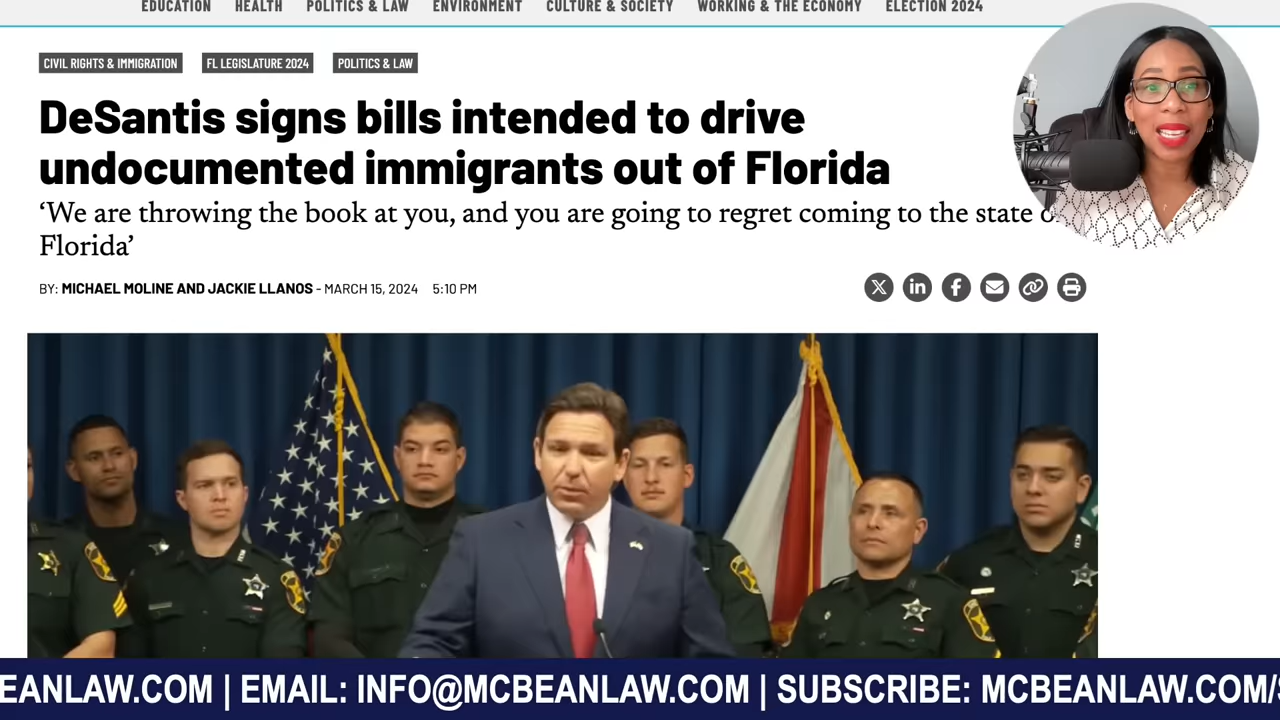 EDUCATION HEALTH POLITICS & LAW ENVIRONMENT CULTURE & SOCIETY WORKING & THE ECONOMY ELECTION 2024
CIVIL RIGHTS & IMMIGRATION FL LEGISLATURE 2024 POLITICS & LAW
DeSantis signs bills intended to drive
undocumented immigrants out of Florida
‘We are throwing the book at you, and you are going to regret coming to the state
Florida’
BY: MICHAEL MOLINE AND JACKIE LLANOS - MARCH 15, 2024 5:10 PM
EANLAW.COM | EMAIL: INFO@MCBEANLAW.COM | SUBSCRIBE: MCBEANLAW.COM/